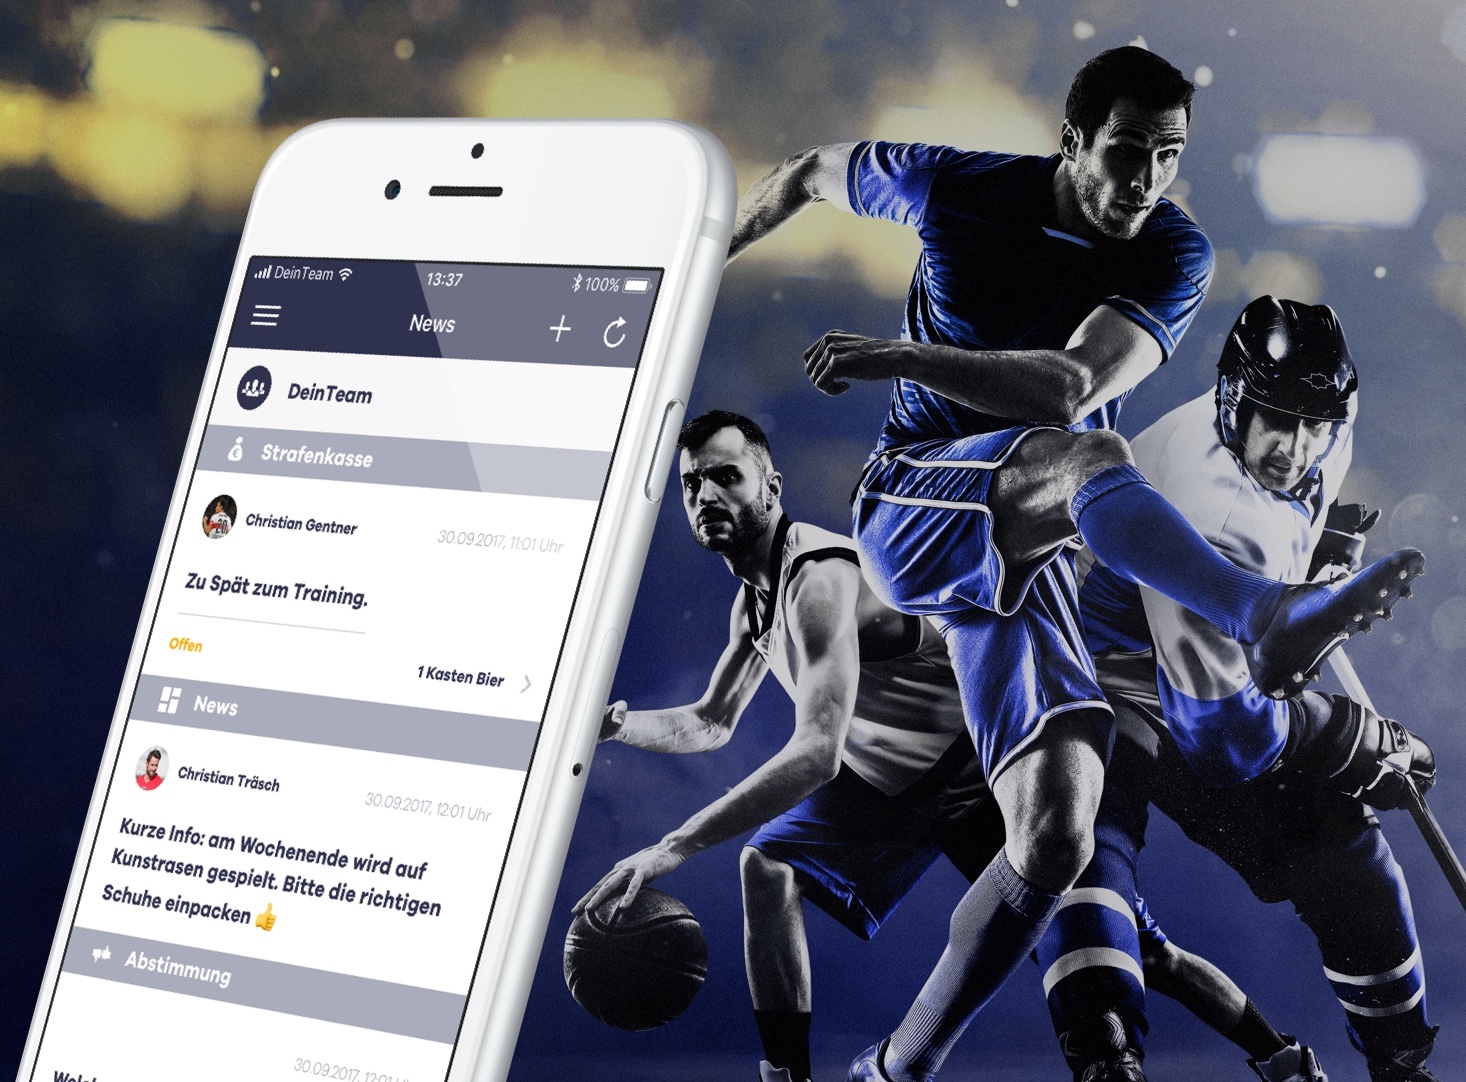 DeinTeam 13:37 100%
News
DeinTeam
Strafenkasse
Christian Gentner
30.09.2017, 11:01 Uhr
Zu Spät zum Training.
Offen
1 Kasten Bier
News
Christian Träsch
30.09.2017, 12:01 Uhr
Kurze Info: am Wochenende wird auf
Kunstrasen gespielt. Bitte die richtigen
Schuhe einpacken 👍
Abstimmung
30.09.2017, 12:01